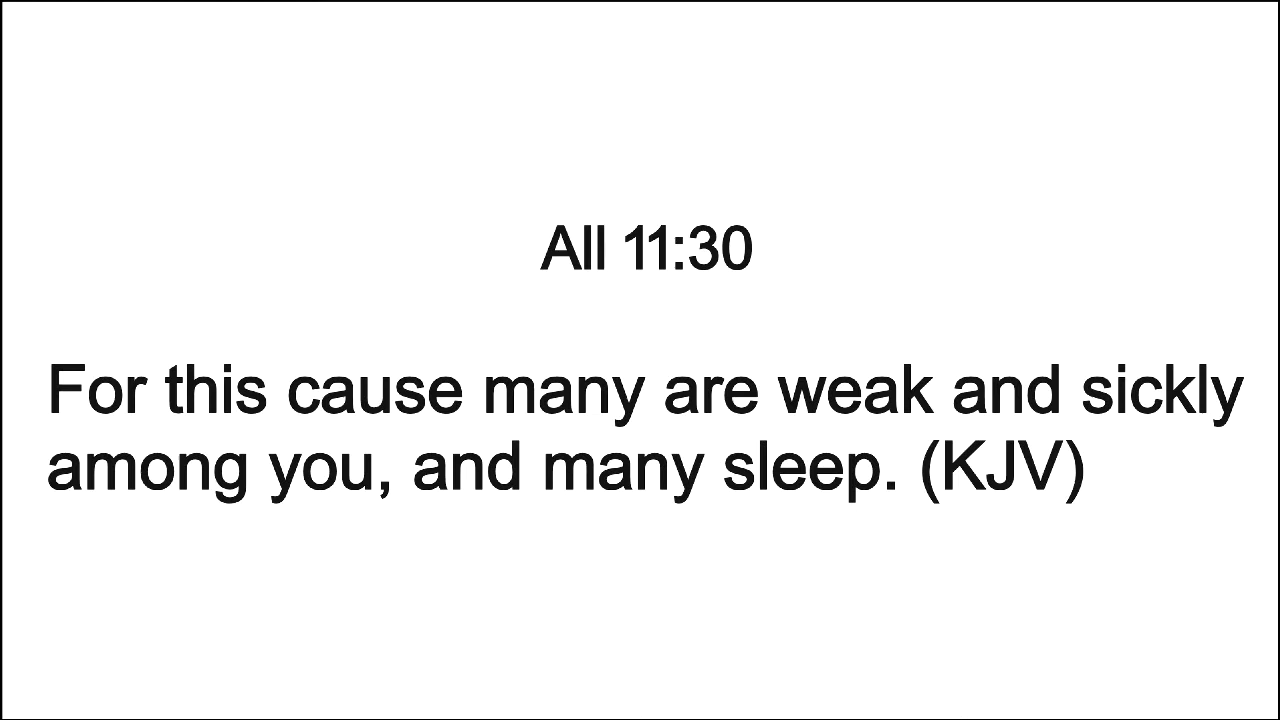 All 11:30
For this cause many are weak and sickly
among you, and many sleep. (KJV)